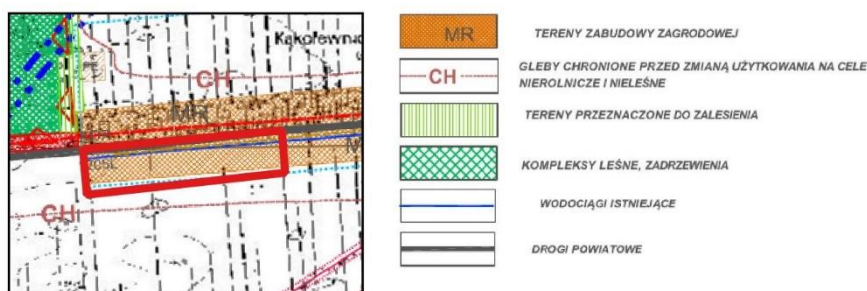 Kąkolewnic
CH
MR
CH
MR
TERENY ZABUDOWY ZAGRODOWEJ
CH
GLEBY CHRONIONE PRZED ZMIANĄ UŻYTKOWANIA NA CELE
NIEROLNICZE I NIELEŚNE
TERENY PRZEZNACZONE DO ZALESIENIA
KOMPLEKSY LEŚNE, ZADRZEWIENIA
WODOCIĄGI ISTNIEJĄCE
DROGI POWIATOWE